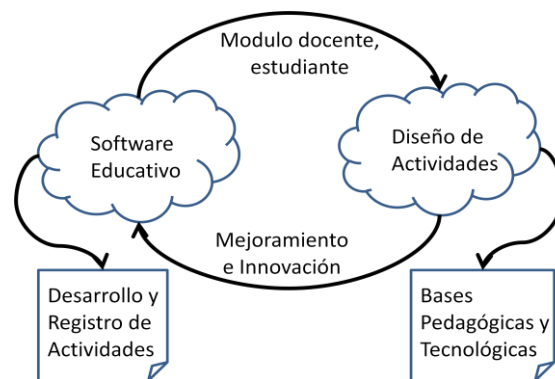 Modulo docente,
estudiante
Software
Educativo
Diseño de
Actividades
Mejoramiento
e Innovación
Desarrollo y
Registro de
Actividades
Bases
Pedagógicas y
Tecnológicas